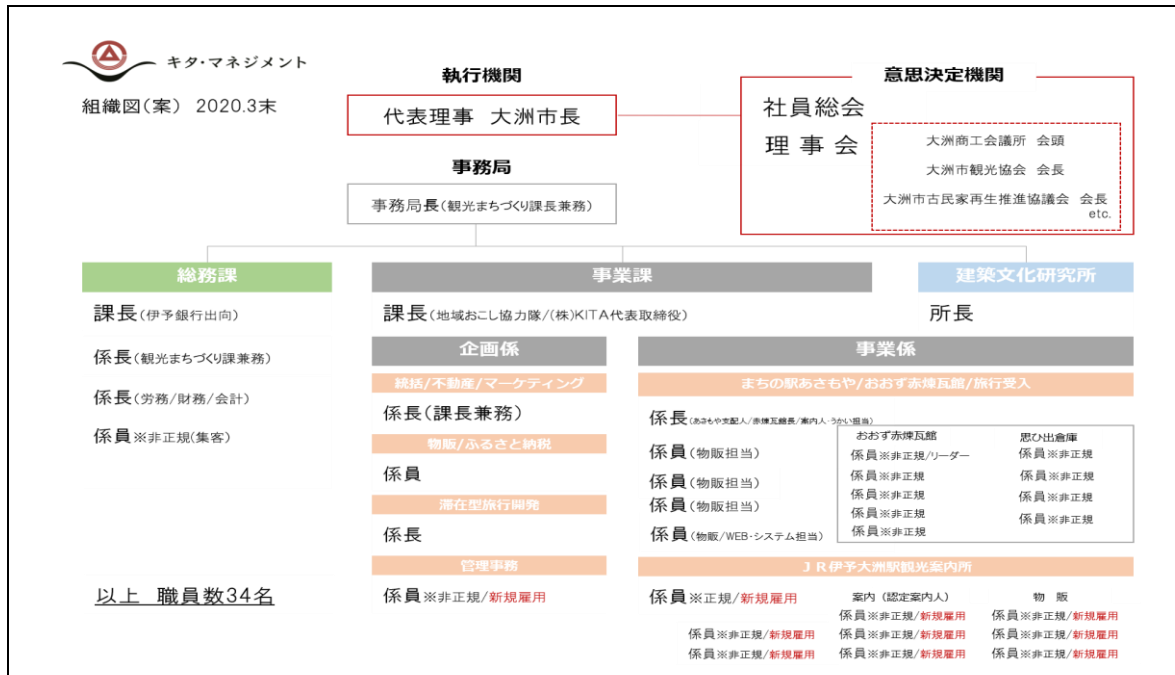 キタ・マネジメント
組織図(案) 2020.3末
執行機関
代表理事 大洲市長
意思決定機関
社員総会
理事会
大洲商工会議所 会頭
大洲市観光協会 会長
大洲市古民家再生推進協議会 会長
etc.
事務局
事務局長(観光まちづくり課長兼務)
総務課
課長(伊予銀行出向)
係長(観光まちづくり課兼務)
係長(労務/財務/会計)
係員※非正規(集客)
以上 職員数34名
事業課
課長(地域おこし協力隊/(株)KITA代表取締役)
企画係
統括/不動産/マーケティング
係長(課長兼務)
物販/ふるさと納税
係員
滞在型旅行開発
係長
管理事務
係員※非正規/新規雇用
事業係
まちの駅あさもや/おおず赤煉瓦館/旅行受入
係長(あさもや支配人/赤煉瓦館長/案内人・うかい担当)
係員(物販担当)
係員(物販担当)
係員(物販担当)
係員(物販/WEB・システム担当)
おおず赤煉瓦館
係員※非正規/リーダー
係員※非正規
係員※非正規
係員※非正規
係員※非正規
思ひ出倉庫
係員※非正規
係員※非正規
係員※非正規
係員※非正規
JR伊予大洲駅観光案内所
係員※正規/新規雇用
係員※非正規/新規雇用
係員※非正規/新規雇用
案内(認定案内人)
係員※非正規/新規雇用
係員※非正規/新規雇用
係員※非正規/新規雇用
物 販
係員※非正規/新規雇用
係員※非正規/新規雇用
係員※非正規/新規雇用
建築文化研究所
所長